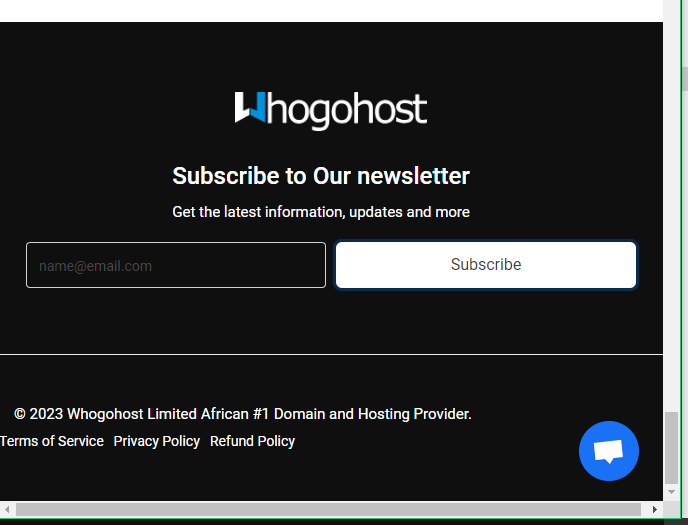 Whogohost
Subscribe to Our newsletter
Get the latest information, updates and more
name@email.com
Subscribe
© 2023 Whogohost Limited African #1 Domain and Hosting Provider.
Terms of Service Privacy Policy Refund Policy